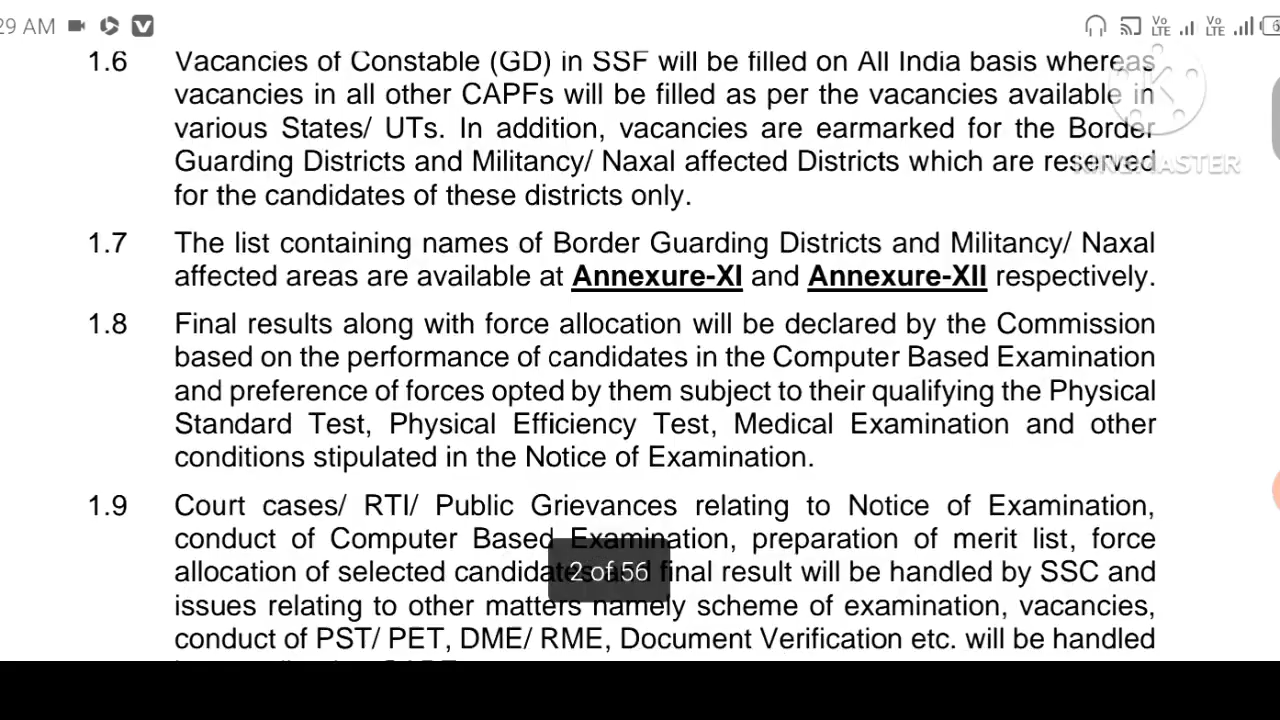 29 AM
Vo LTE Vo LTE 6
1.6 Vacancies of Constable (GD) in SSF will be filled on All India basis whereas
vacancies in all other CAPFs will be filled as per the vacancies available in
various States/ UTs. In addition, vacancies are earmarked for the Border
Guarding Districts and Militancy/ Naxal affected Districts which are reserved
KINEMASTER
for the candidates of these districts only.
1.7 The list containing names of Border Guarding Districts and Militancy/ Naxal
affected areas are available at Annexure-XI and Annexure-XII respectively.
1.8 Final results along with force allocation will be declared by the Commission
based on the performance of candidates in the Computer Based Examination
and preference of forces opted by them subject to their qualifying the Physical
Standard Test, Physical Efficiency Test, Medical Examination and other
conditions stipulated in the Notice of Examination.
1.9 Court cases/ RTI/ Public Grievances relating to Notice of Examination,
conduct of Computer Based Examination, preparation of merit list, force
allocation of selected candidates and final result will be handled by SSC and
2 of 56
issues relating to other matters namely scheme of examination, vacancies,
conduct of PST/ PET, DME/ RME, Document Verification etc. will be handled